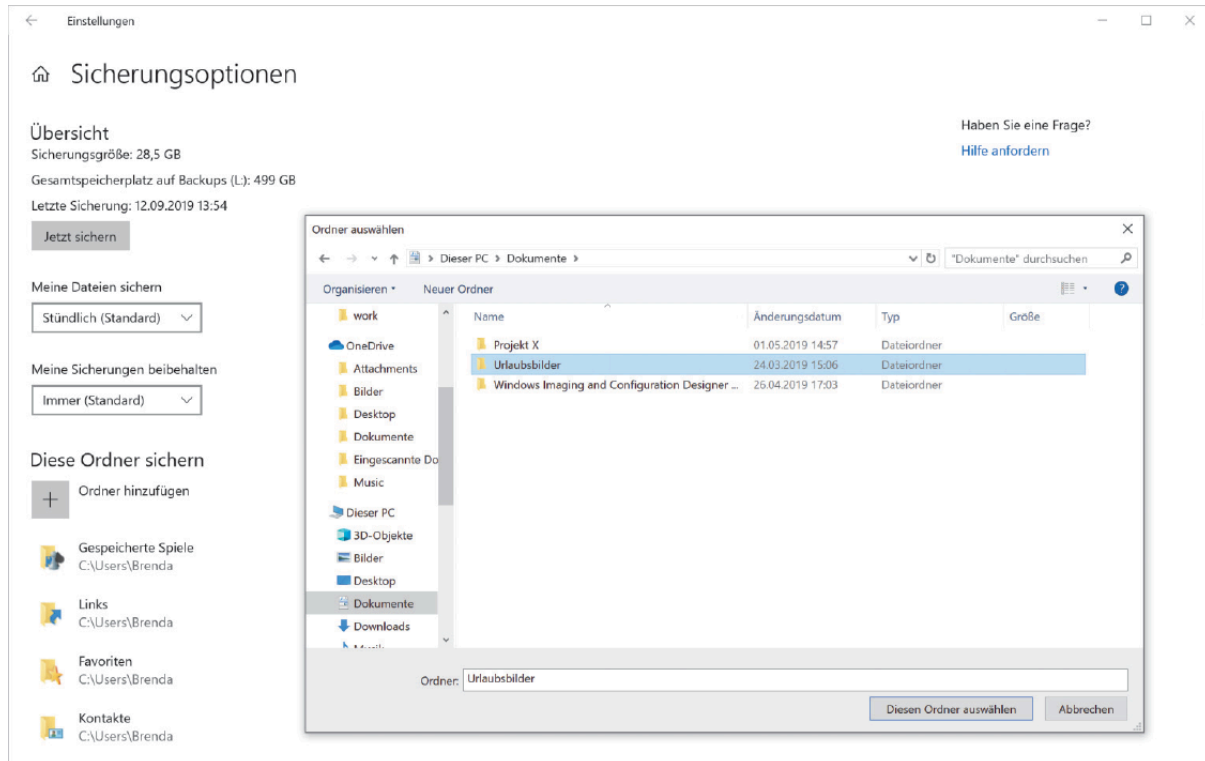 Einstellungen
Sicherungsoptionen
Übersicht
Sicherungsgröße: 28,5 GB
Gesamtspeicherplatz auf Backups (L:): 499 GB
Letzte Sicherung: 12.09.2019 13:54
Jetzt sichern
Meine Dateien sichern
Stündlich (Standard)
Meine Sicherungen beibehalten
Immer (Standard)
Diese Ordner sichern
Ordner hinzufügen
Gespeicherte Spiele
C:\Users\Brenda
Links
C:\Users\Brenda
Favoriten
C:\Users\Brenda
Kontakte
C:\Users\Brenda
Haben Sie eine Frage?
Hilfe anfordern
Ordner auswählen
Dieser PC > Dokumente >
"Dokumente" durchsuchen
Organisieren Neuer Ordner
work
OneDrive
Attachments
Bilder
Desktop
Dokumente
Eingescannte Do
Music
Dieser PC
3D-Objekte
Bilder
Desktop
Dokumente
Downloads
Name Änderungsdatum Typ Größe
Projekt X 01.05.2019 14:57 Dateiordner
Urlaubsbilder 24.03.2019 15:06 Dateiordner
Windows Imaging and Configuration Designer ... 26.04.2019 17:03 Dateiordner
Ordner: Urlaubsbilder
Diesen Ordner auswählen Abbrechen